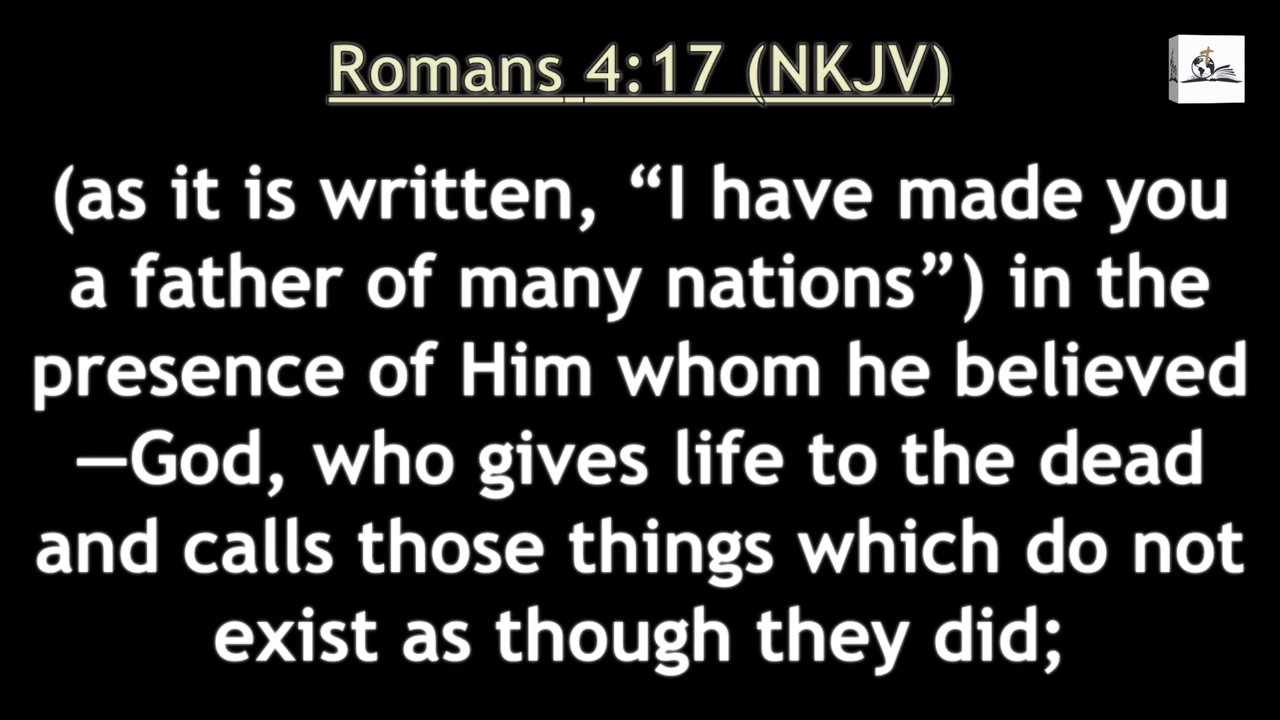 Romans 4:17 (NKJV)
(as it is written, “I have made you
a father of many nations”) in the
presence of Him whom he believed
—God, who gives life to the dead
and calls those things which do not
exist as though they did;